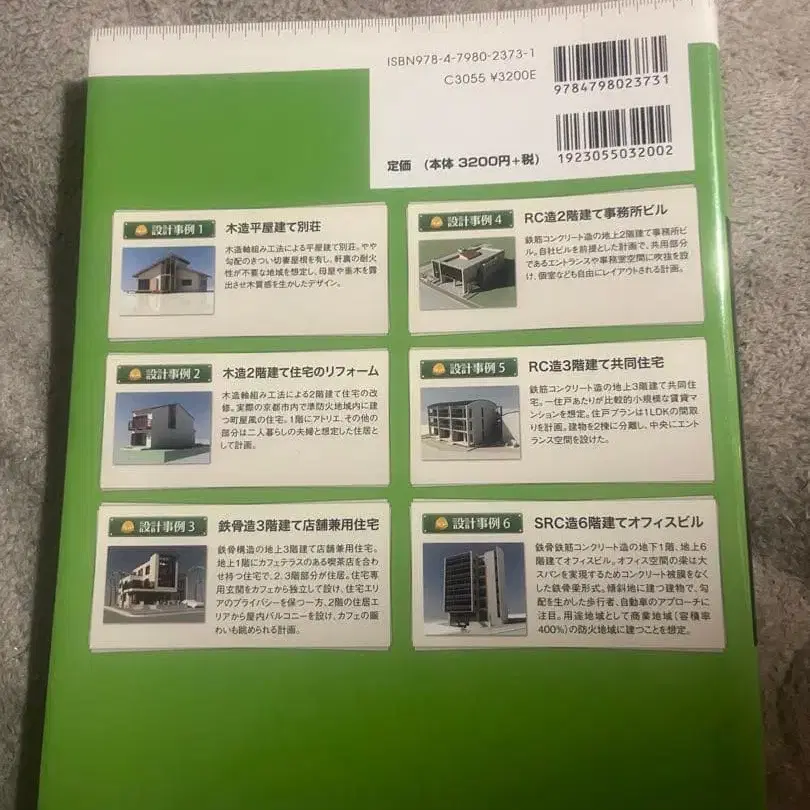 ISBN978-4-7980-2373-1
C3055 ¥3200E
9784798023731
定価 (本体 3200円+税)
1923055032002
設計事例 1
木造平屋建て別荘
木造軸組み工法による平屋建て別荘。やや
勾配のきつい切妻屋根を有し、軒裏の耐火
性が不要な地域を想定し、母屋や垂木を露
出させ木質感を生かしたデザイン。
設計事例 2
木造2階建て住宅のリフォーム
木造軸組み工法による2階建て住宅の改
修。実際の京都市内で準防火地域内に建
つ町屋風の住宅。1階にアトリエ、その他の
部分は二人暮らしの夫婦と想定した住居と
して計画。
設計事例 3
鉄骨造3階建て店舗兼用住宅
鉄骨構造の地上3階建て店舗兼用住宅。
地上1階にカフェテラスのある喫茶店を合わ
せ持つ住宅で、2、3階部分が住居。住宅専
用玄関をカフェから独立して設け、住宅エリ
アのプライバシーを保つ一方、2階の住居エ
リアから屋内バルコニーを設け、カフェの賑
わいも眺められる計画。
設計事例 4
RC造2階建て事務所ビル
鉄筋コンクリート造の地上2階建て事務所ビ
ル。自社ビルを前提とした計画で、共用部分
であるエントランスや事務室空間に吹抜を設
け、個室なども自由にレイアウトされる計画。
設計事例 5
RC造3階建て共同住宅
鉄筋コンクリート造の地上3階建て共同住
宅。一住戸あたりが比較的小規模な賃貸マ
ンションを想定。住戸プランは1LDKの間取
りを計画。建物を2棟に分離し、中央にエント
ランス空間を設けた。
設計事例 6
SRC造6階建てオフィスビル
鉄骨鉄筋コンクリート造の地下1階、地上6
階建てオフィスビル。オフィス空間の梁は大
スパンを実現するためコンクリート被膜をなく
した鉄骨梁形式。傾斜地に建つ建物で、勾
配を生かした歩行者、自動車のアプローチに
注目。用途地域として商業地域(容積率
400%)の防火地域に建つことを想定。